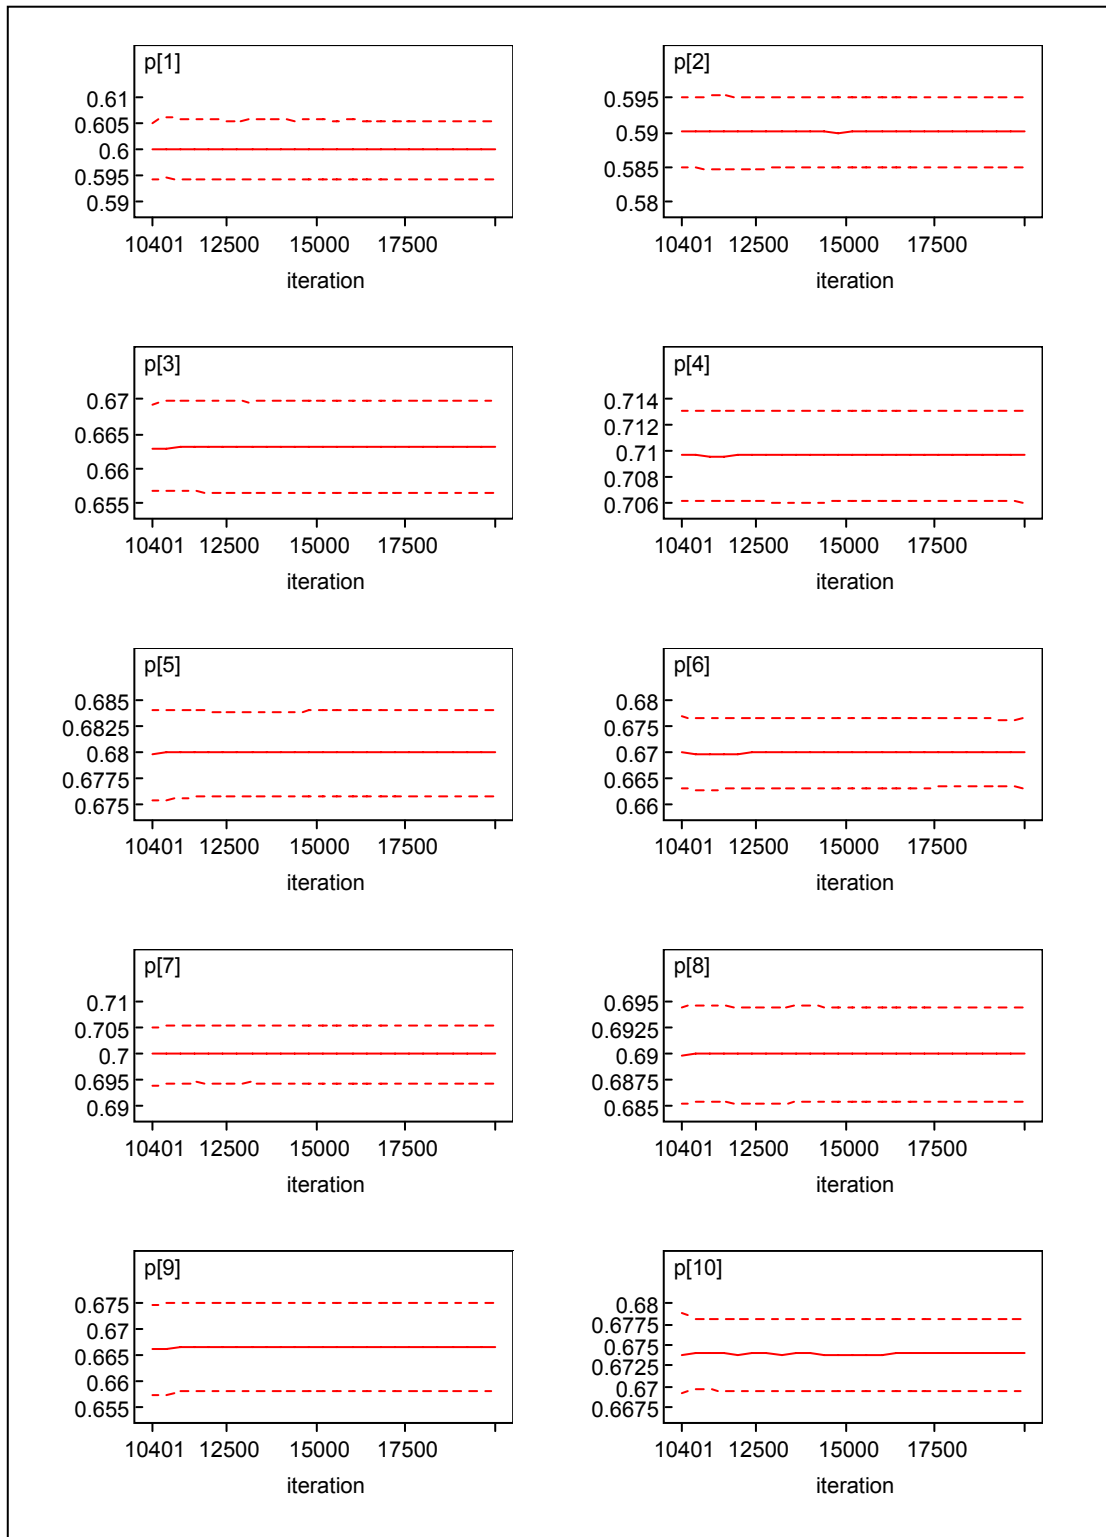 p[1]
0.61
0.605
0.6
0.595
0.59
10401 12500 15000 17500
iteration
p[2]
0.595
0.59
0.585
0.58
10401 12500 15000 17500
iteration
p[3]
0.67
0.665
0.66
0.655
10401 12500 15000 17500
iteration
p[4]
0.714
0.712
0.71
0.708
0.706
10401 12500 15000 17500
iteration
p[5]
0.685
0.6825
0.68
0.6775
0.675
10401 12500 15000 17500
iteration
p[6]
0.68
0.675
0.67
0.665
0.66
10401 12500 15000 17500
iteration
p[7]
0.71
0.705
0.7
0.695
0.69
10401 12500 15000 17500
iteration
p[8]
0.695
0.6925
0.69
0.6875
0.685
10401 12500 15000 17500
iteration
p[9]
0.675
0.67
0.665
0.66
0.655
10401 12500 15000 17500
iteration
p[10]
0.68
0.6775
0.675
0.6725
0.67
0.6675
10401 12500 15000 17500
iteration